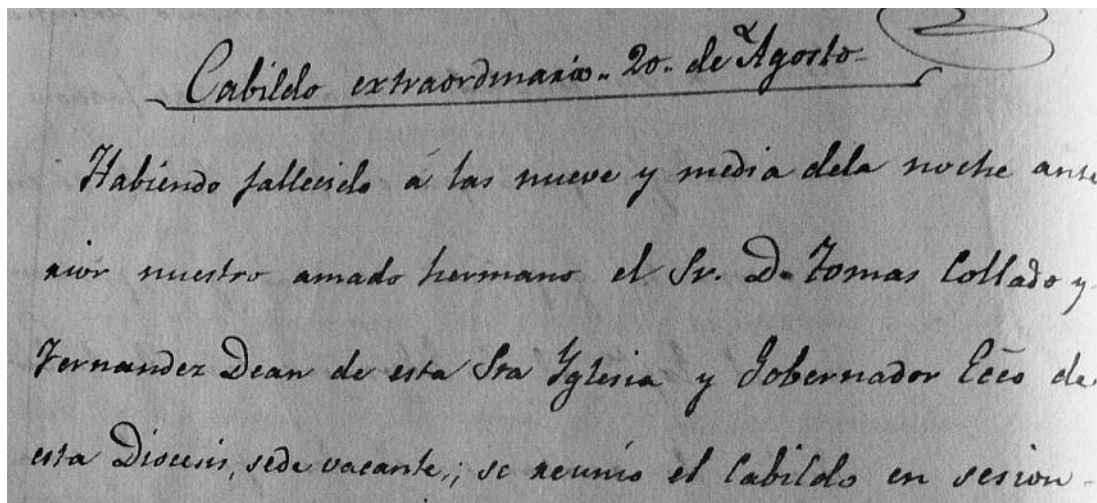 Cabildo extraordinario.. 20.. de Agosto-
Habiendo fallecido á las nueve y media dela noche ante
rior nuestro amado hermano el Sr. D. Tomas Collado y
Fernandez Dean de esta Sta Yglesia y Gobernador Ecco de
esta Diocesis, sede vacante,; se reunio el Cabildo en sesion-